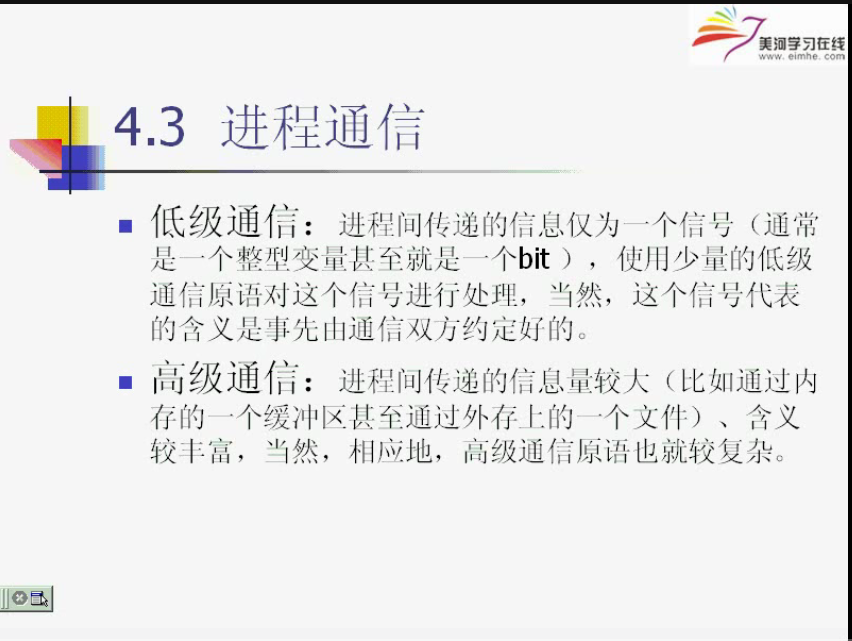 美河学习在线
www. eimhe. com
4.3 进程通信
低级通信：进程间传递的信息仅为一个信号（通常
是一个整型变量甚至就是一个bit ），使用少量的低级
通信原语对这个信号进行处理，当然，这个信号代表
的含义是事先由通信双方约定好的。
高级通信：进程间传递的信息量较大（比如通过内
存的一个缓冲区甚至通过外存上的一个文件）、含义
较丰富，当然，相应地，高级通信原语也就较复杂。